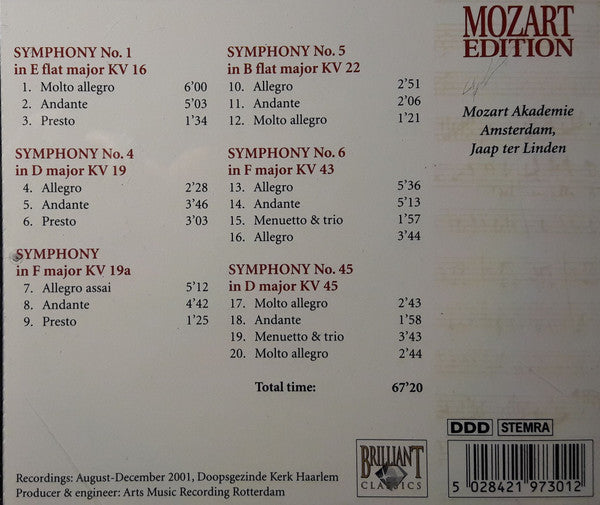 SYMPHONY No. 1
in E flat major KV 16
1. Molto allegro 6'00
2. Andante 5'03
3. Presto 1'34
SYMPHONY No. 4
in D major KV 19
4. Allegro 2'28
5. Andante 3'46
6. Presto 3'03
SYMPHONY
in F major KV 19a
7. Allegro assai 5'12
8. Andante 4'42
9. Presto 1'25
SYMPHONY No. 5
in B flat major KV 22
10. Allegro 2'51
11. Andante 2'06
12. Molto allegro 1'21
SYMPHONY No. 6
in F major KV 43
13. Allegro 5'36
14. Andante 5'13
15. Menuetto & trio 1'57
16. Allegro 3'44
SYMPHONY No. 45
in D major KV 45
17. Molto allegro 2'43
18. Andante 1'58
19. Menuetto & trio 3'43
20. Molto allegro 2'44
Total time: 67'20
MOZART
EDITION
Mozart Akademie
Amsterdam,
Jaap ter Linden
Recordings: August-December 2001, Doopsgezinde Kerk Haarlem
Producer & engineer: Arts Music Recording Rotterdam
BRILLIANT
CLASSICS
DDD STEMRA
5 028421 973012